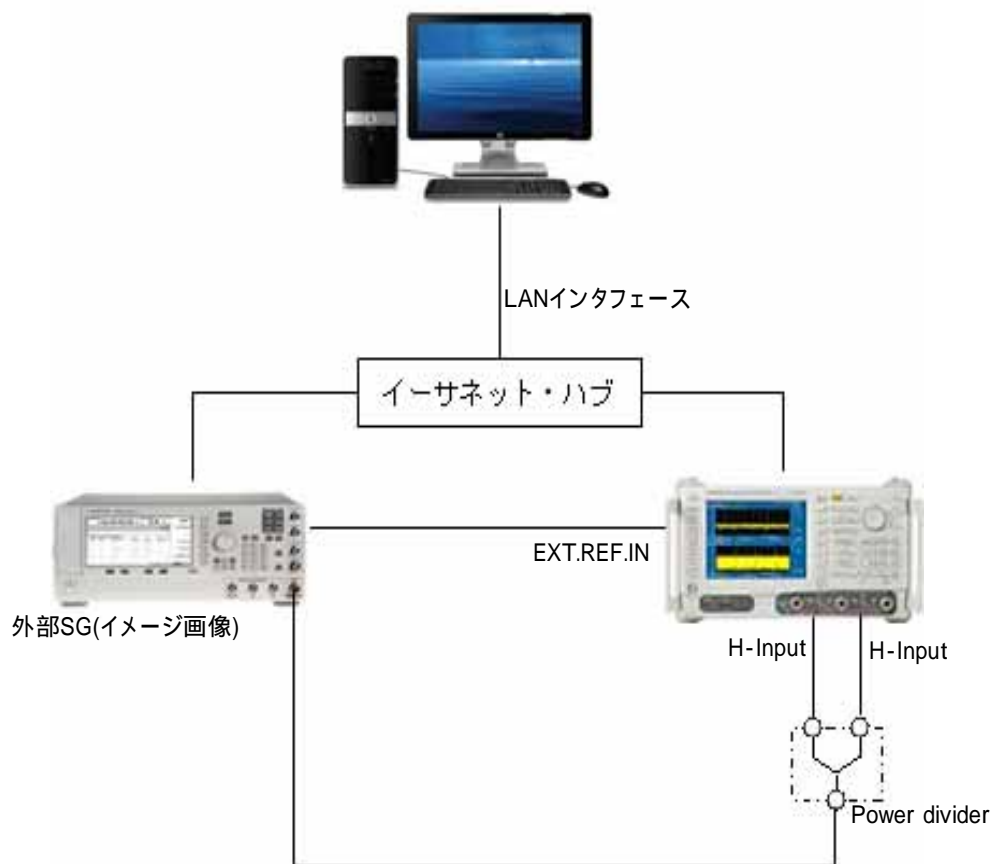 LANインタフェース
イーサネット・ハブ
EXT.REF.IN
外部SG(イメージ画像)
H-Input
H-Input
Power divider